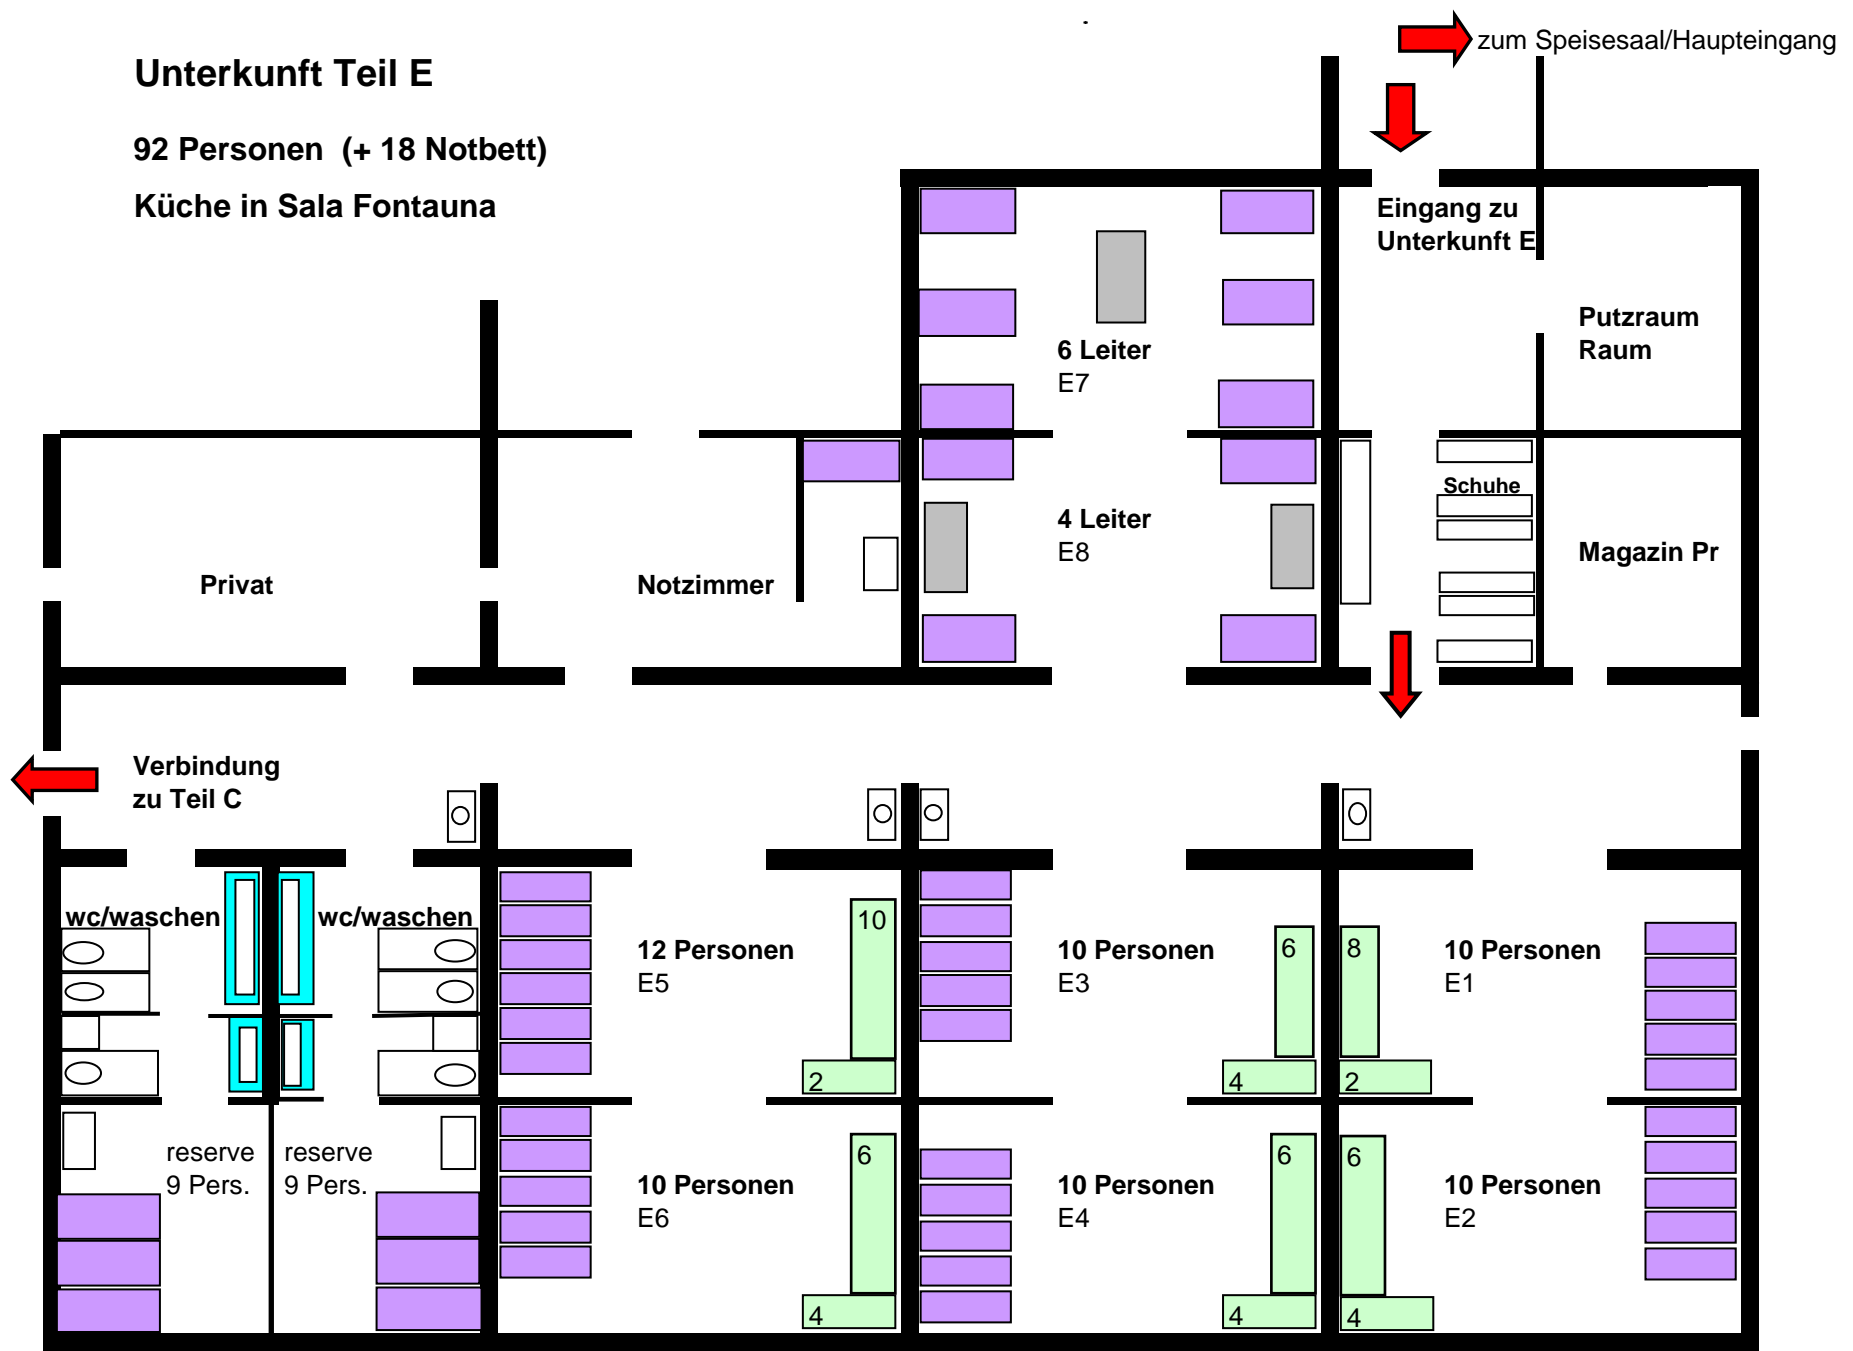 zum Speisesaal/Haupteingang
Unterkunft Teil E
92 Personen (+ 18 Notbett)
Küche in Sala Fontauna
Eingang zu
Unterkunft E
Putzraum
Raum
6 Leiter
E7
Schuhe
4 Leiter
E8
Magazin Pr
Privat
Notzimmer
Verbindung
zu Teil C
wc/waschen
wc/waschen
10
12 Personen
E5
2
6
10 Personen
E3
4
8
10 Personen
E1
2
reserve
9 Pers.
reserve
9 Pers.
6
10 Personen
E6
4
6
10 Personen
E4
4
6
10 Personen
E2
4